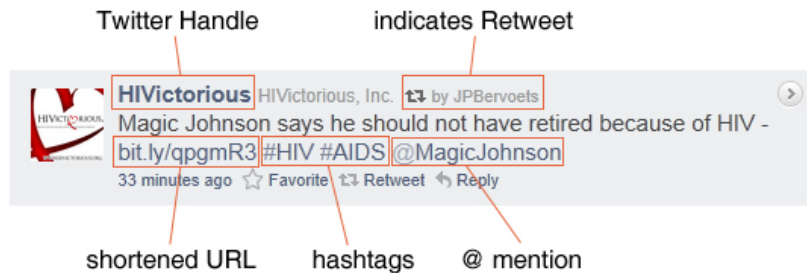 Twitter Handle indicates Retweet
HIVictorious HIVictorious, Inc. by JPBervoets
HIVICTORIOUS,
Magic Johnson says he should not have retired because of HIV -
bit.ly/qpgmR3 #HIV #AIDS @MagicJohnson
33 minutes ago Favorite Retweet Reply
shortened URL hashtags @ mention